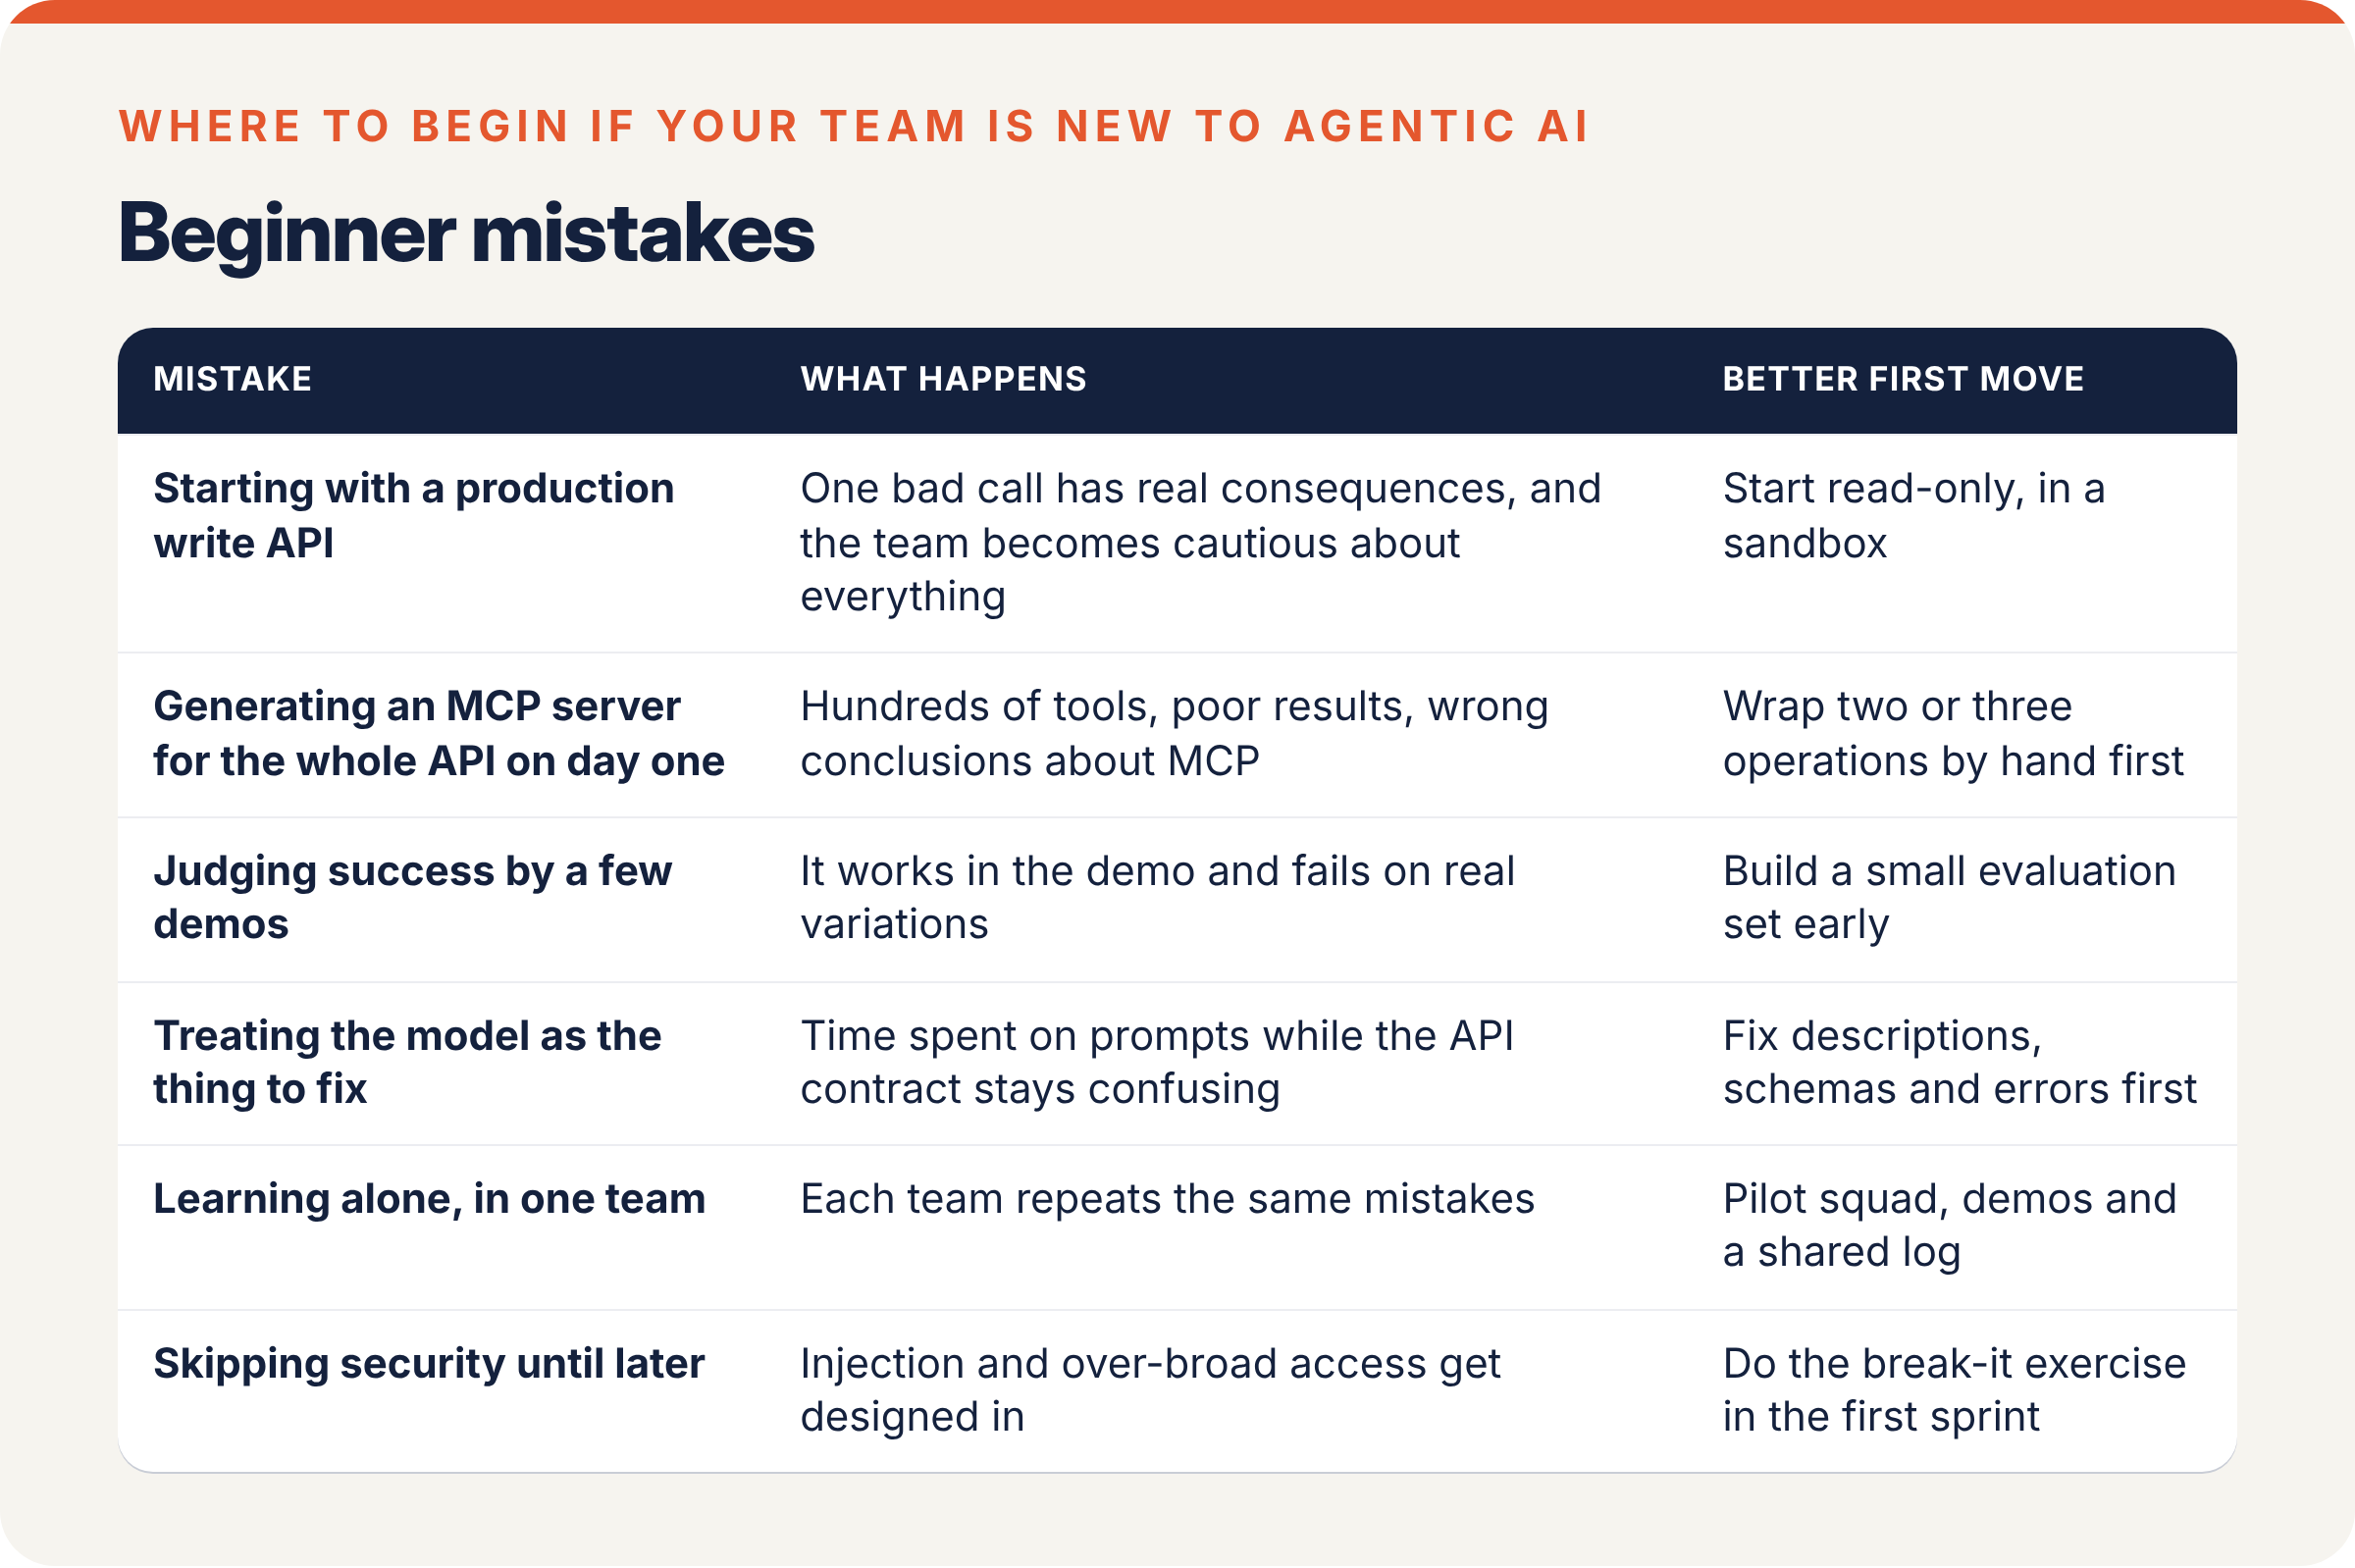 WHERE TO BEGIN IF YOUR TEAM IS NEW TO AGENTIC AI
Beginner mistakes
MISTAKE
WHAT HAPPENS
BETTER FIRST MOVE
Starting with a production
write API
One bad call has real consequences, and
the team becomes cautious about
everything
Start read-only, in a
sandbox
Generating an MCP server
for the whole API on day one
Hundreds of tools, poor results, wrong
conclusions about MCP
Wrap two or three
operations by hand first
Judging success by a few
demos
It works in the demo and fails on real
variations
Build a small evaluation
set early
Treating the model as the
thing to fix
Time spent on prompts while the API
contract stays confusing
Fix descriptions,
schemas and errors first
Learning alone, in one team
Each team repeats the same mistakes
Pilot squad, demos and
a shared log
Skipping security until later
Injection and over-broad access get
designed in
Do the break-it exercise
in the first sprint